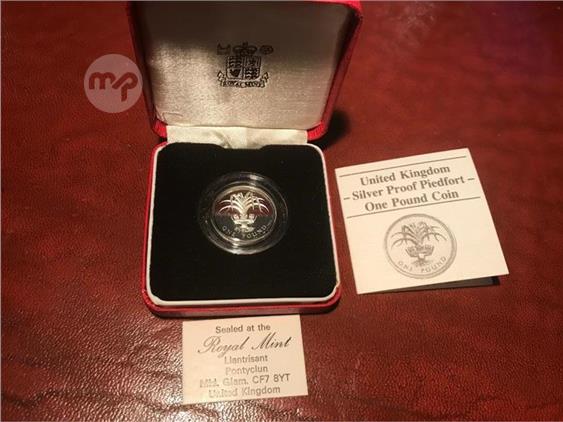 mp
ROYAL MINT
ONE POUND
United Kingdom
– Silver Proof Piedfort –
One Pound Coin
ONE POUND
Sealed at the
Royal Mint
Llantrisant
Pontyclun
Mid. Glam. CF7 8YT
United Kingdom